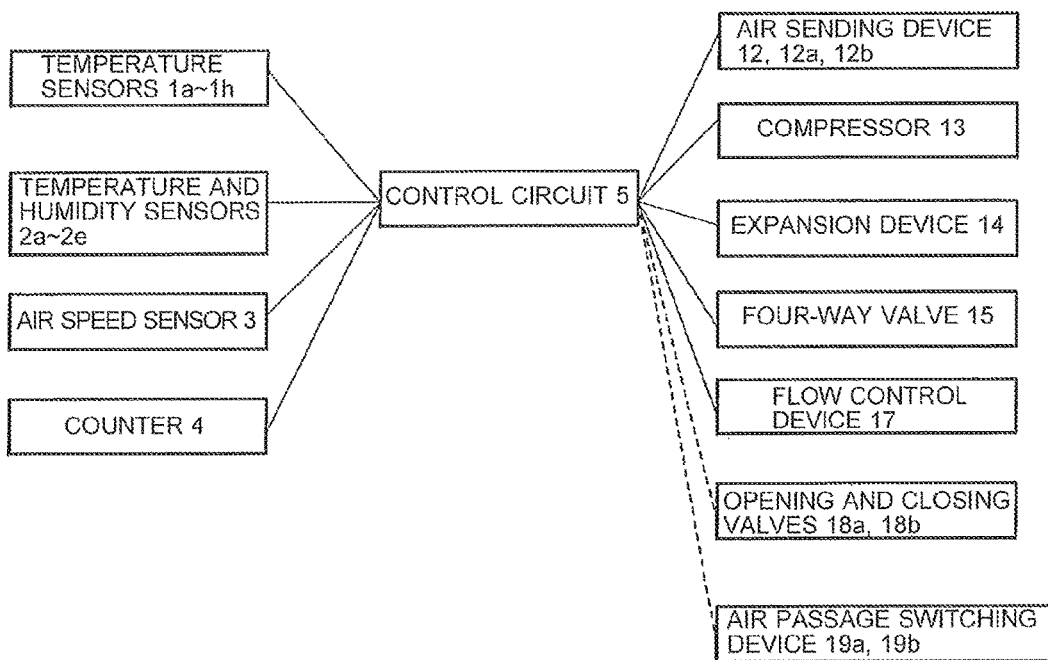 TEMPERATURE
SENSORS 1a~1h
TEMPERATURE AND
HUMIDITY SENSORS
2a~2e
AIR SPEED SENSOR 3
COUNTER 4
CONTROL CIRCUIT 5
AIR SENDING DEVICE
12, 12a, 12b
COMPRESSOR 13
EXPANSION DEVICE 14
FOUR-WAY VALVE 15
FLOW CONTROL
DEVICE 17
OPENING AND CLOSING
VALVES 18a, 18b
AIR PASSAGE SWITCHING
DEVICE 19a, 19b